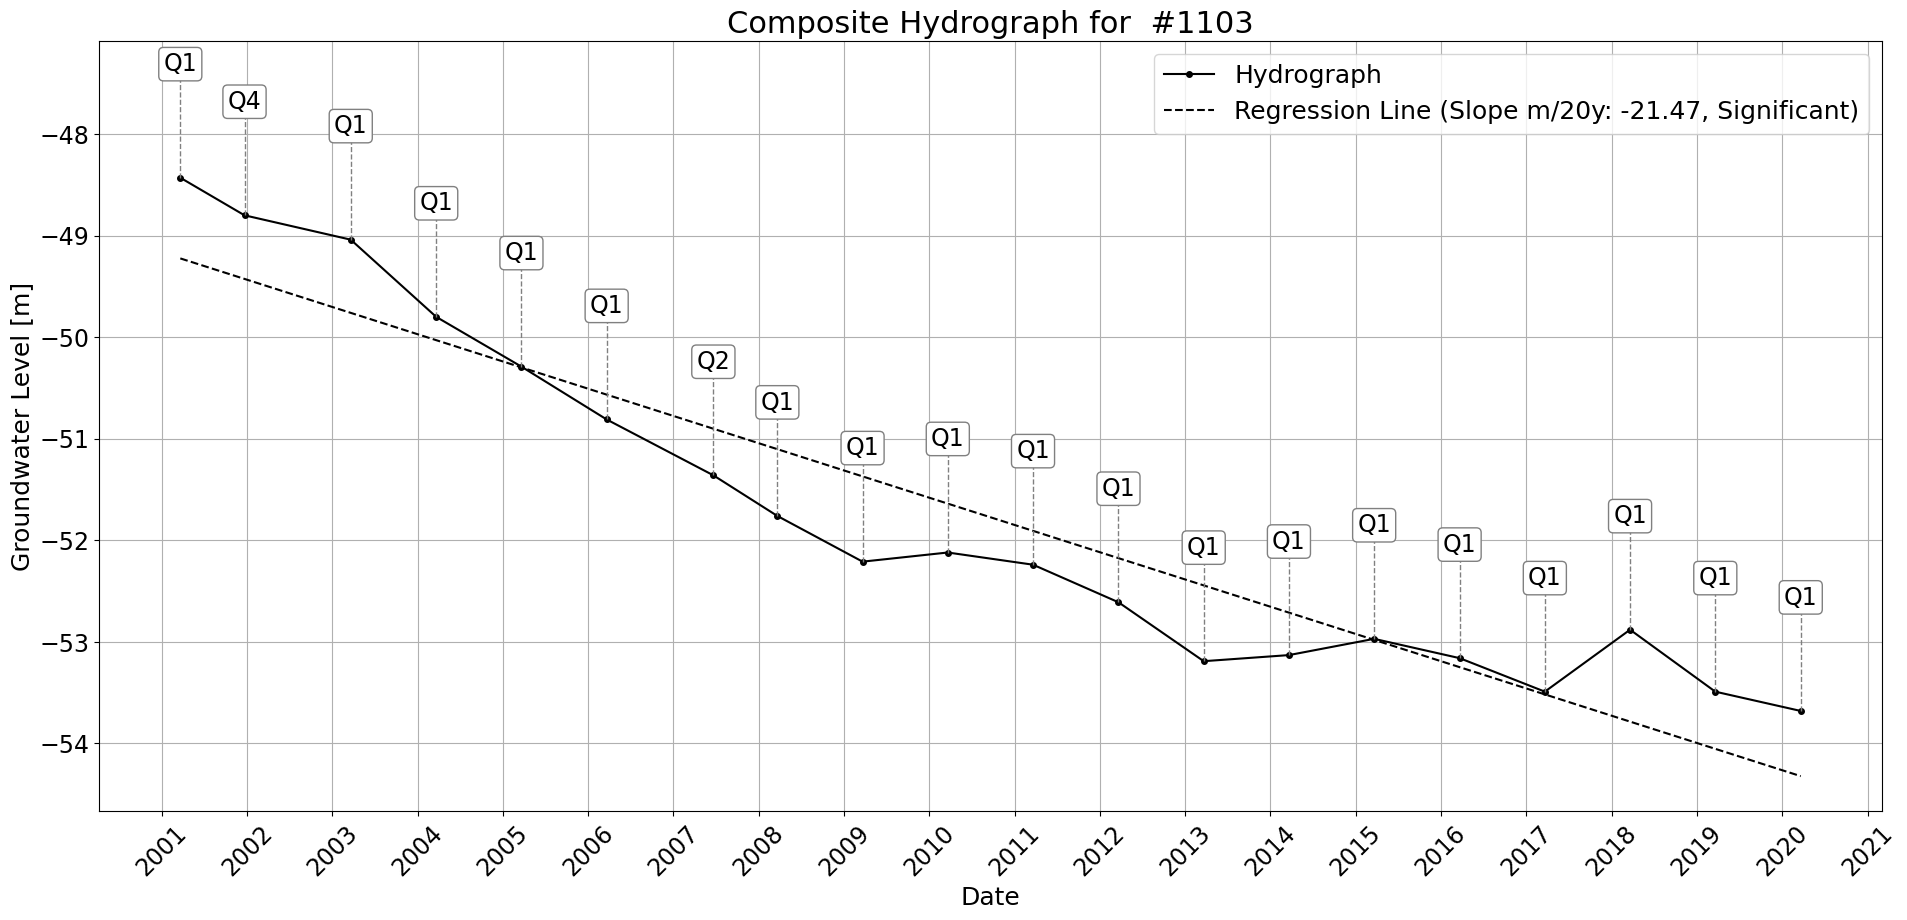 Composite Hydrograph for  #1103
Hydrograph
Regression Line (Slope m/20y: -21.47, Significant)
Q1
Q4
Q1
Q1
Q1
Q1
Q2
Q1
Q1
Q1
Q1
Q1
Q1
Q1
Q1
Q1
Q1
Q1
Q1
Q1
Groundwater Level [m]
−48
−49
−50
−51
−52
−53
−54
2001
2002
2003
2004
2005
2006
2007
2008
2009
2010
2011
2012
2013
2014
2015
2016
2017
2018
2019
2020
2021
Date